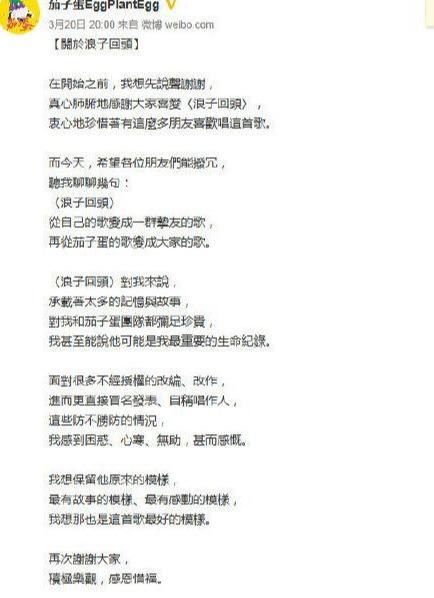 茄子蛋EggPlantEgg
3月20日 20:00 來自 微博 weibo.com
【關於浪子回頭】
在開始之前，我想先說聲謝謝，
真心肺腑地感謝大家喜愛〈浪子回頭〉，
衷心地珍惜著有這麼多朋友喜歡唱這首歌。
而今天，希望各位朋友們能撥冗，
聽我聊聊幾句：
〈浪子回頭〉
從自己的歌變成一群摯友的歌，
再從茄子蛋的歌變成大家的歌。
〈浪子回頭〉對我來說，
承載著太多的記憶與故事，
對我和茄子蛋團隊都彌足珍貴，
我甚至能說他可能是我最重要的生命紀錄。
面對很多不經授權的改編、改作，
進而更直接冒名發表、自稱唱作人，
這些防不勝防的情況，
我感到困惑、心寒、無助，甚而感慨。
我想保留他原來的模樣，
最有故事的模樣、最有感動的模樣，
我想那也是這首歌最好的模樣。
再次謝謝大家，
積極樂觀，感恩惜福。